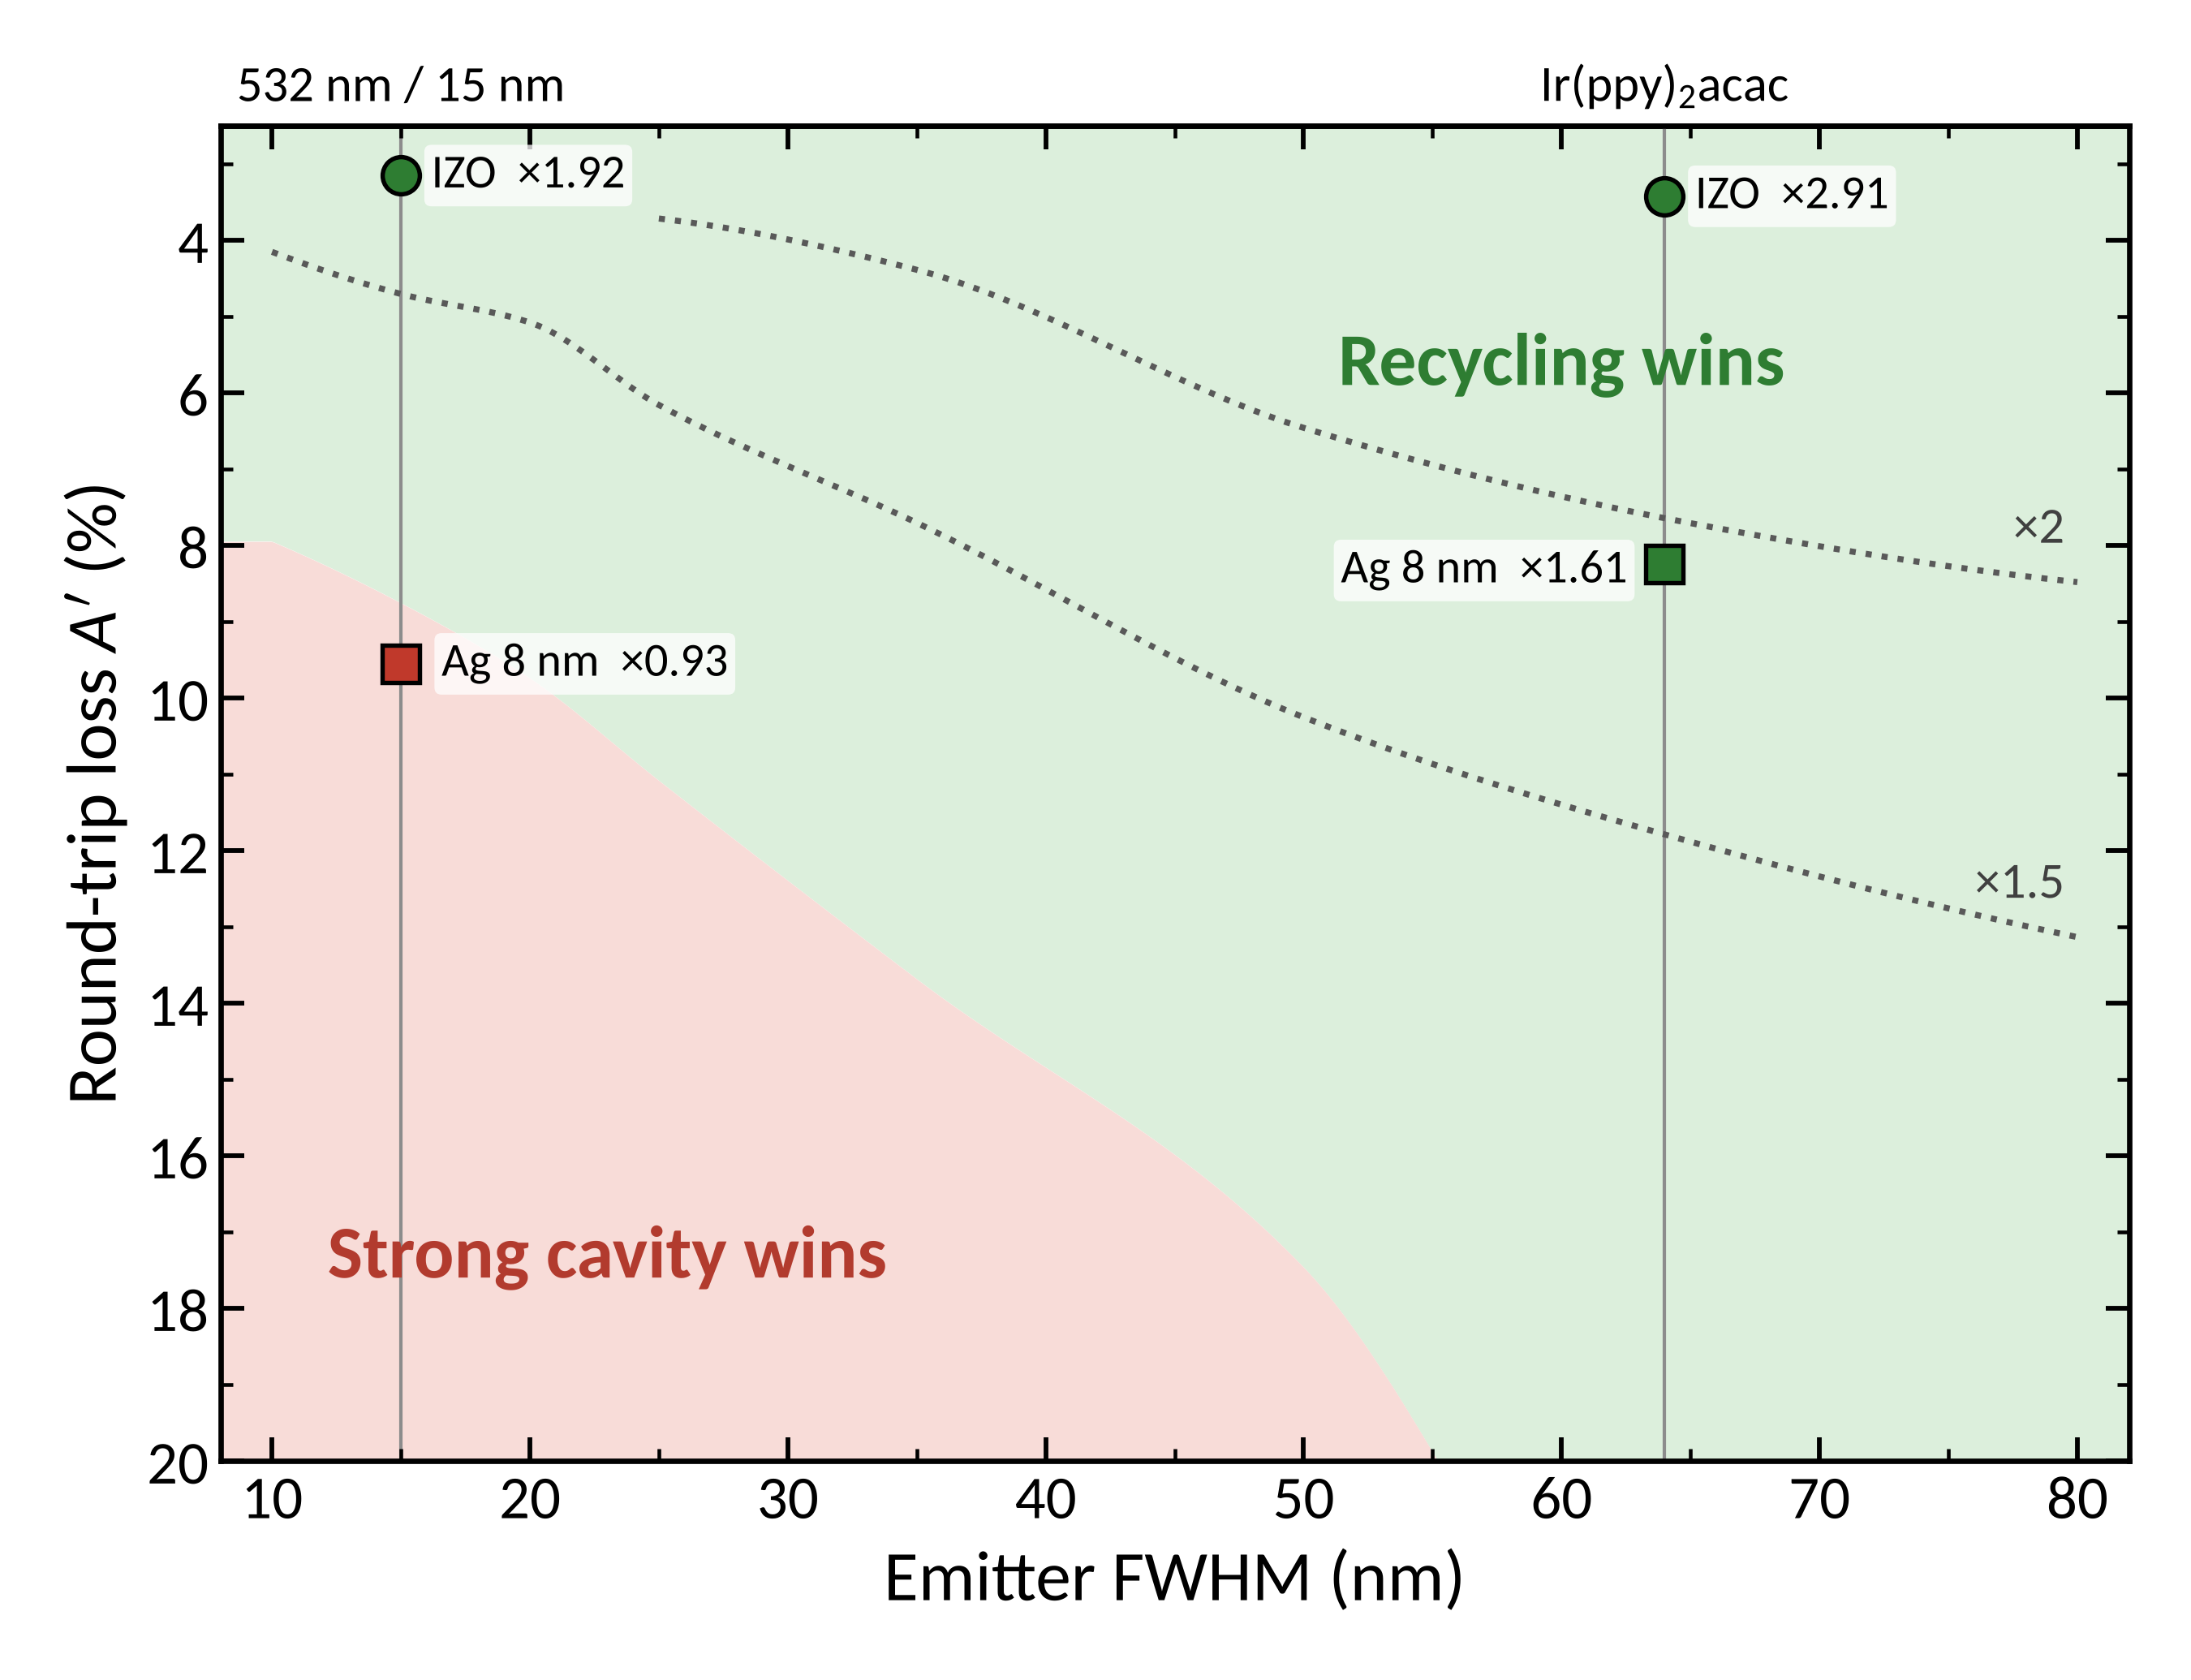 532 nm / 15 nm
Ir(ppy)₂acac
IZO ×1.92
IZO ×2.91
Recycling wins
×2
Ag 8 nm ×1.61
Ag 8 nm ×0.93
×1.5
Strong cavity wins
Round-trip loss A′ (%)
4
6
8
10
12
14
16
18
20
10 20 30 40 50 60 70 80
Emitter FWHM (nm)